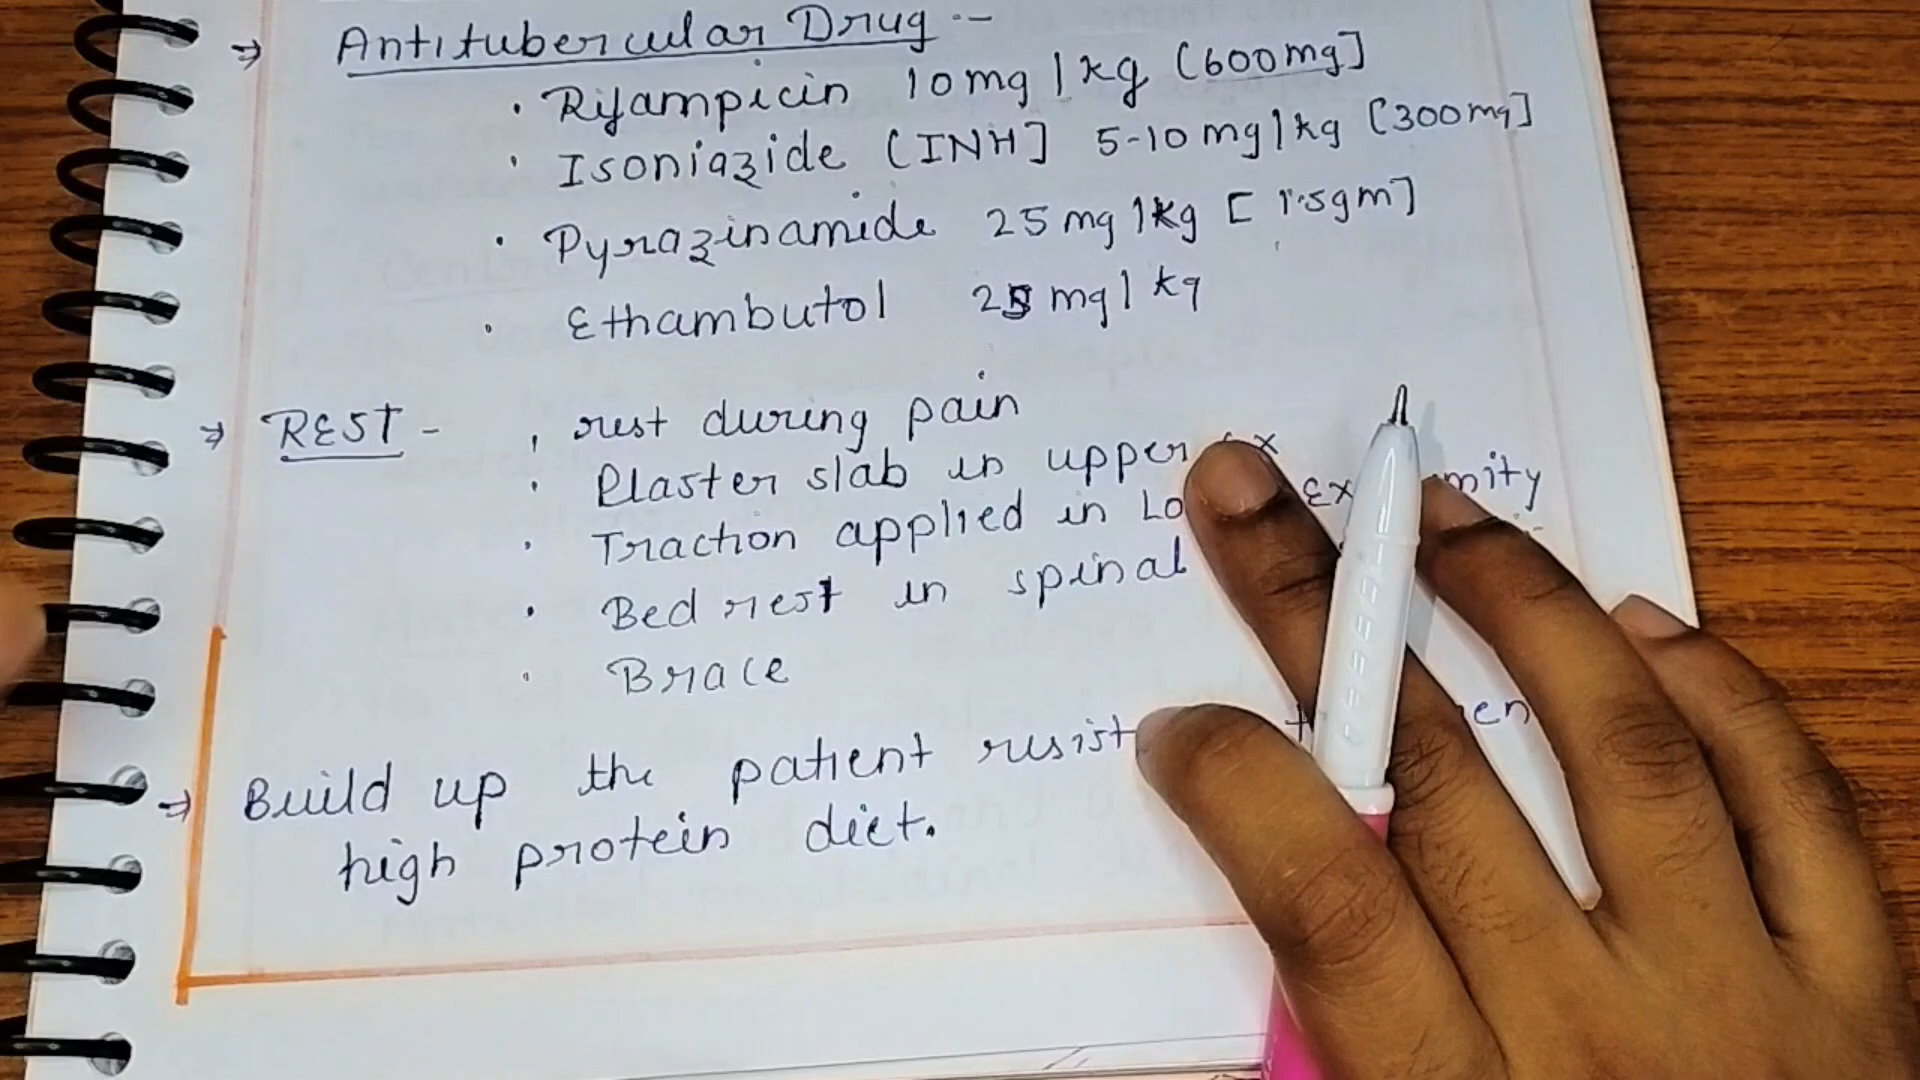 ⇒ Antitubercular Drug :-
• Rifampicin 10mg/kg [600mg]
• Isoniazide [INH] 5-10mg/kg [300mg]
• Pyrazinamide 25mg/kg [1.5gm]
• Ethambutol 25mg/kg
⇒ REST - • rest during pain
• Plaster slab in upper
• Traction applied in
• Bed rest in spinal
• Brace
⇒ Build up the patient
high protein diet.